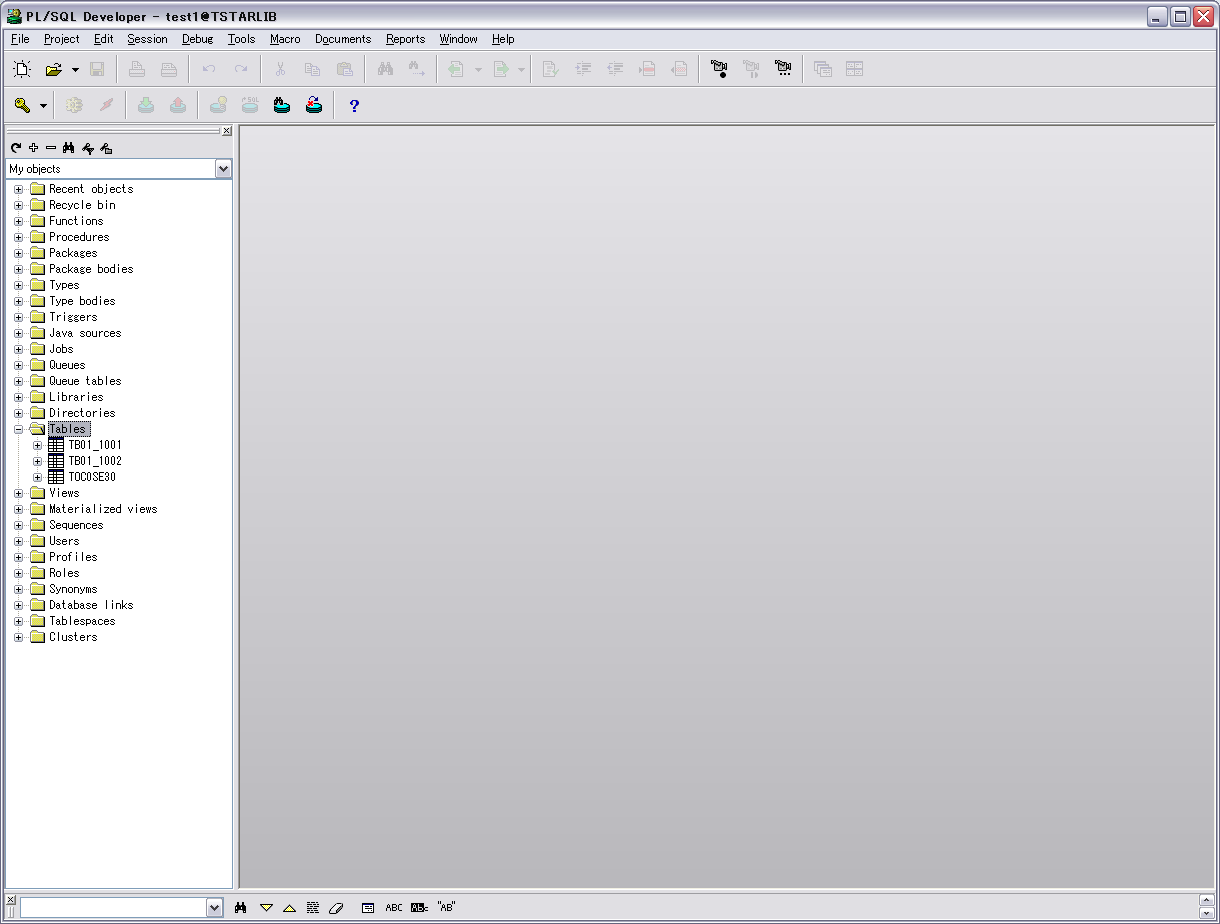 PL/SQL Developer - test1@TSTARLIB
File Project Edit Session Debug Tools Macro Documents Reports Window Help
?
My objects
Recent objects
Recycle bin
Functions
Procedures
Packages
Package bodies
Types
Type bodies
Triggers
Java sources
Jobs
Queues
Queue tables
Libraries
Directories
Tables
TB01_1001
TB01_1002
TOCOSE30
Views
Materialized views
Sequences
Users
Profiles
Roles
Synonyms
Database links
Tablespaces
Clusters
ABC ABc "AB"